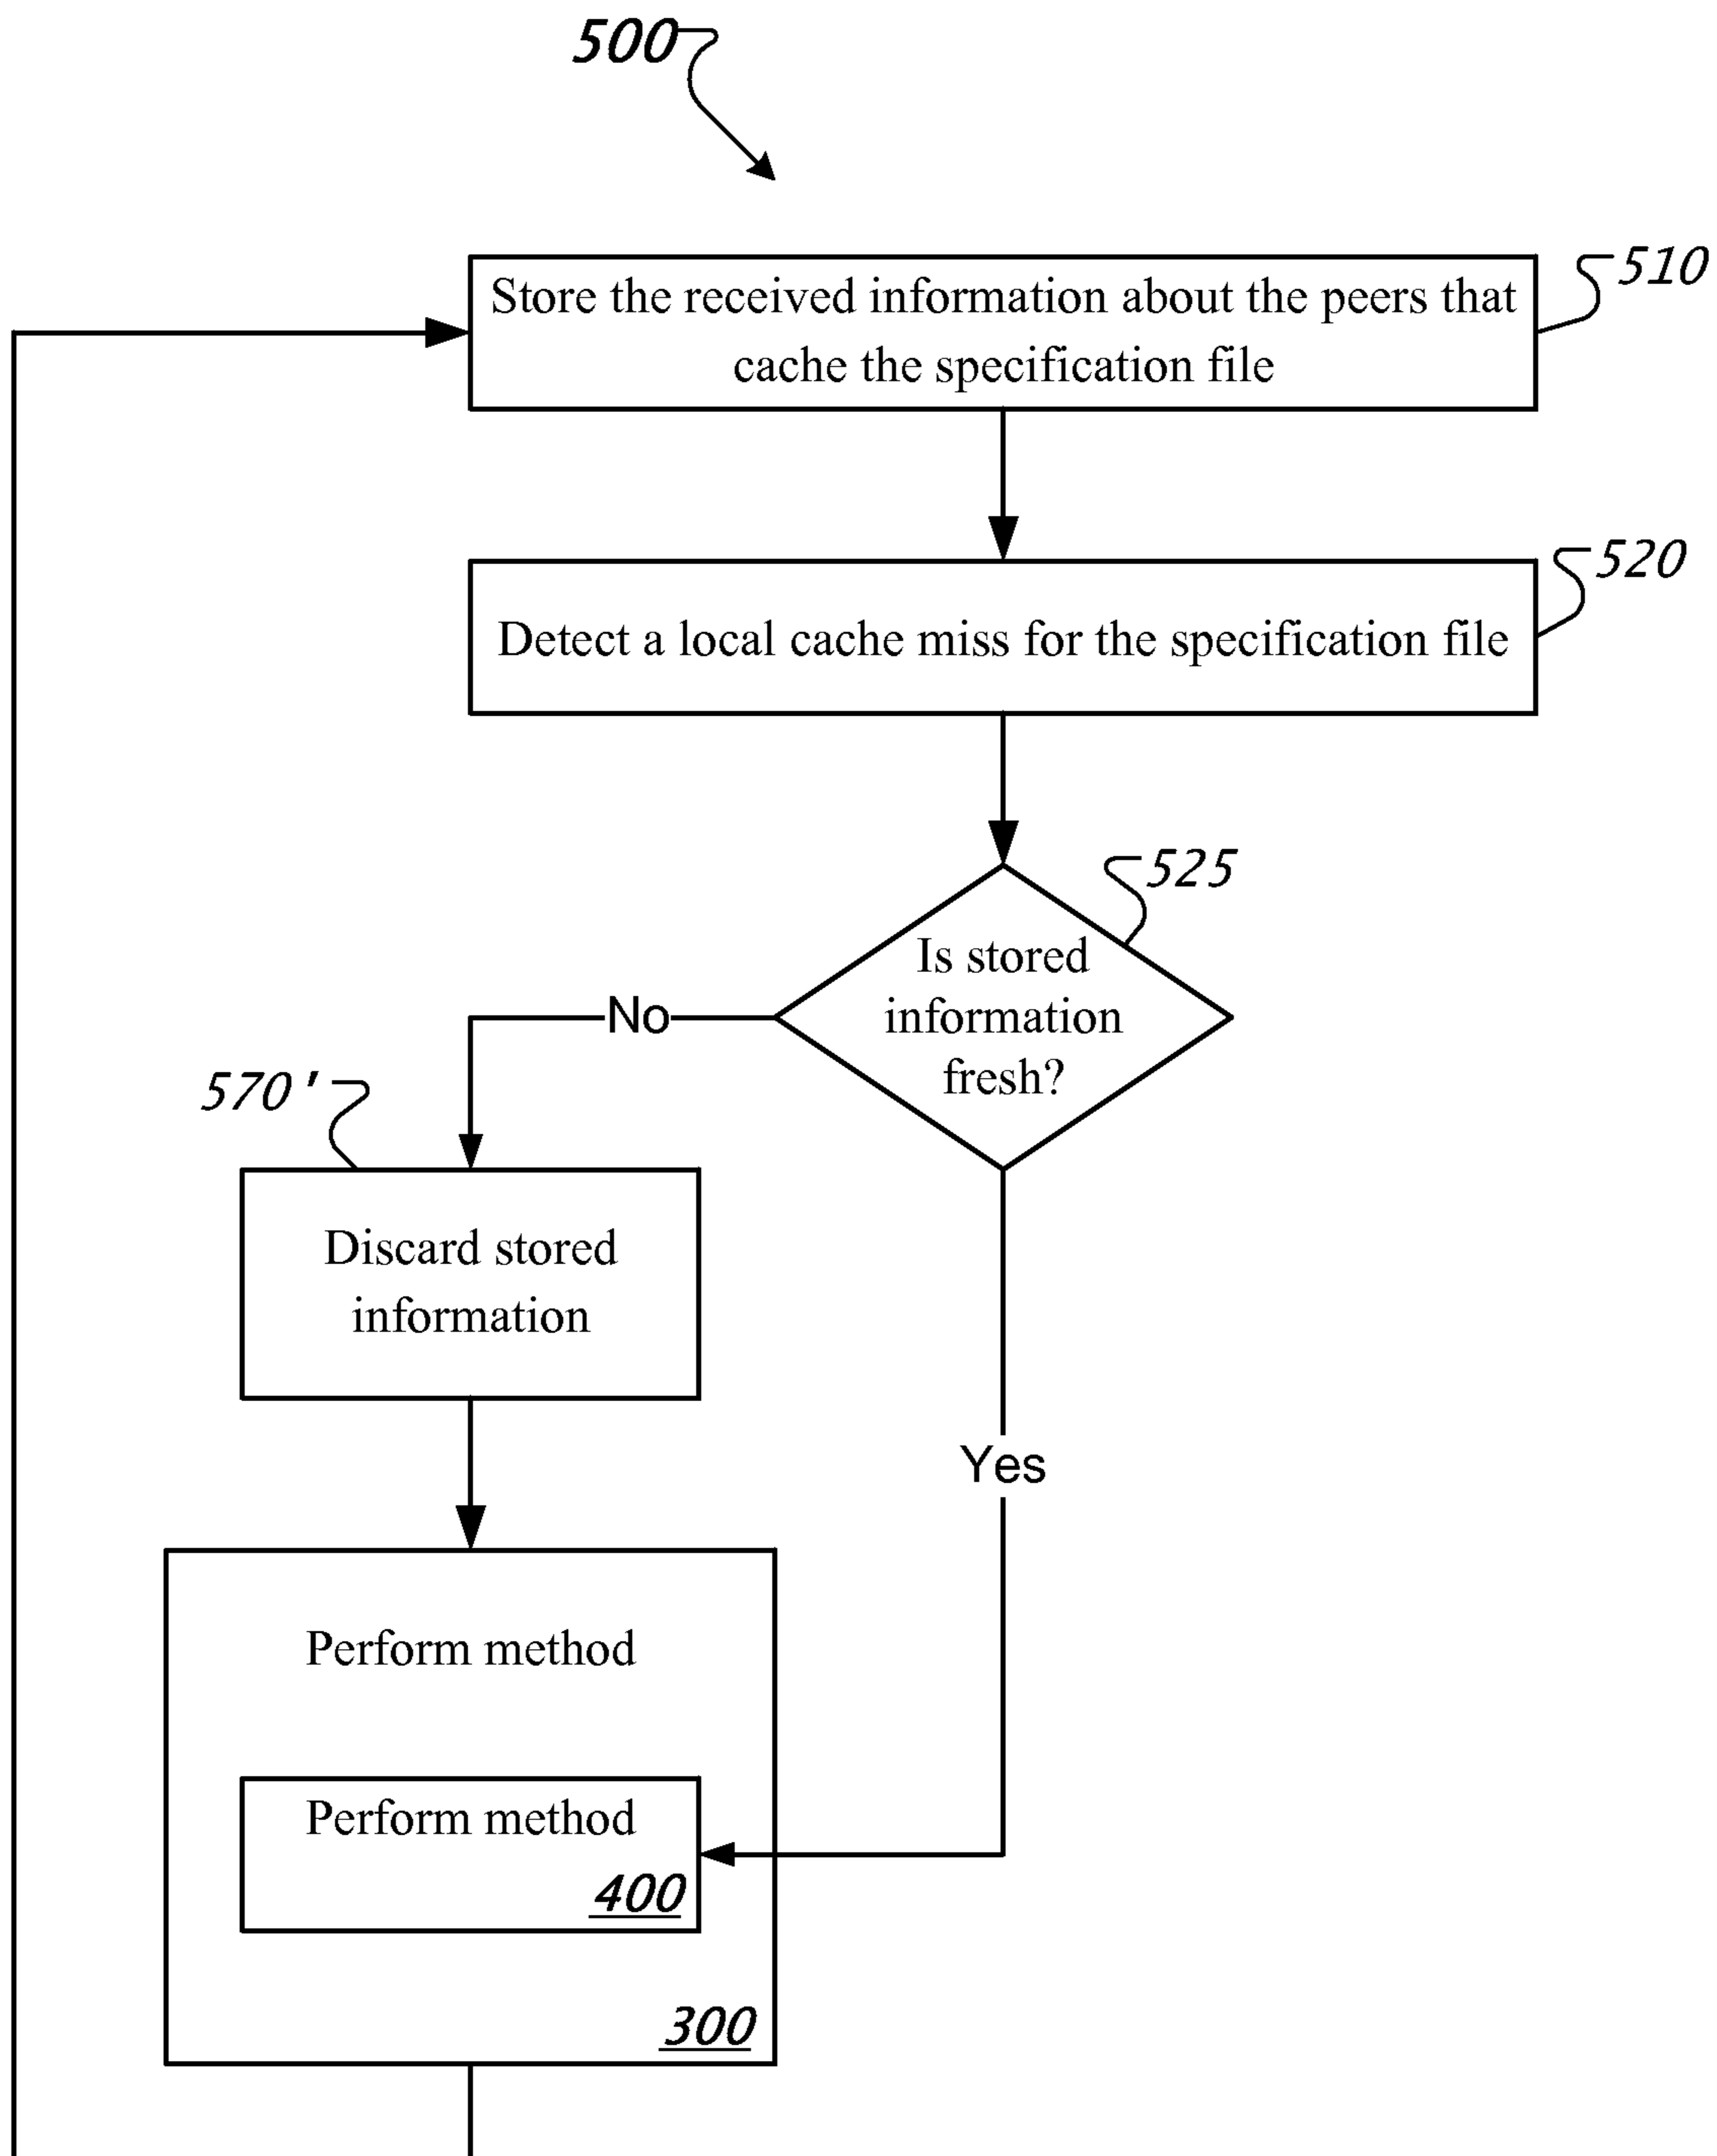 500
Store the received information about the peers that
cache the specification file
510
Detect a local cache miss for the specification file
520
525
Is stored
information
fresh?
No
570'
Discard stored
information
Yes
Perform method
Perform method
400
300